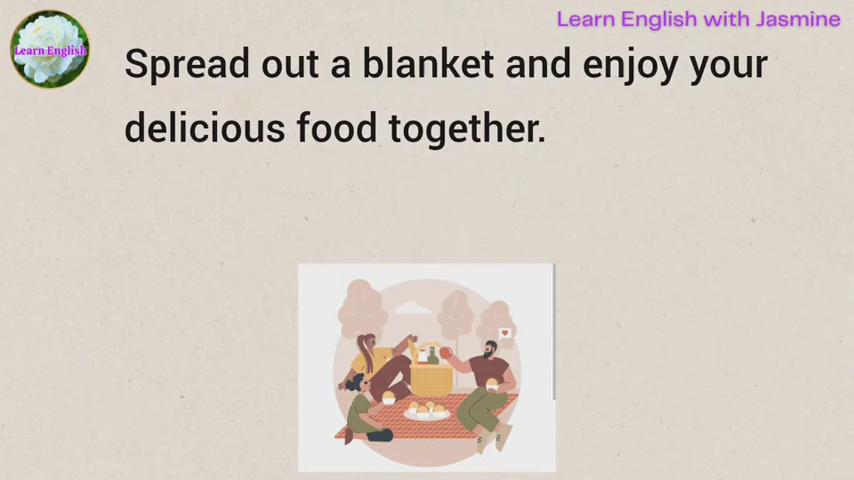 Learn English with Jasmine
Learn English
Spread out a blanket and enjoy your
delicious food together.